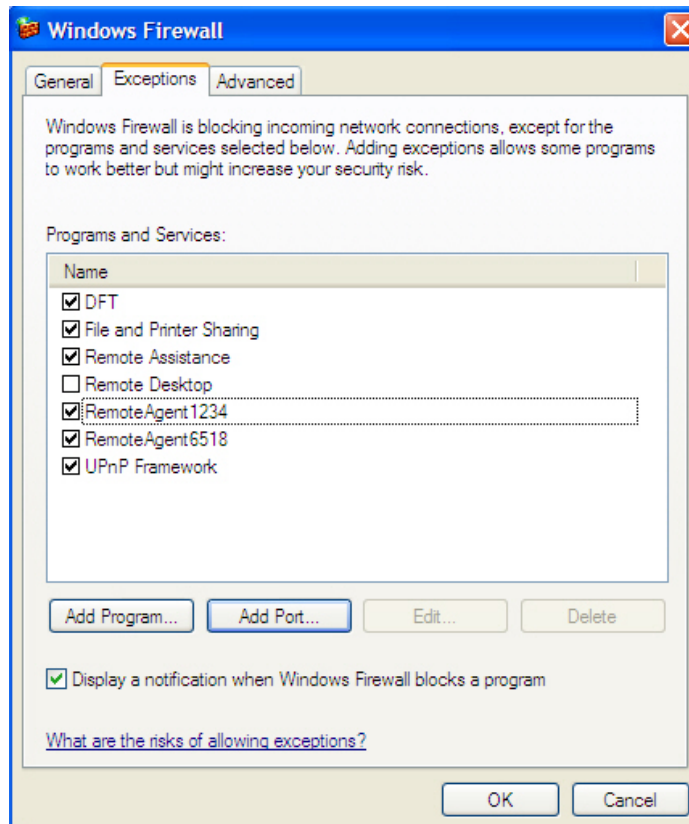 Windows Firewall
General Exceptions Advanced
Windows Firewall is blocking incoming network connections, except for the
programs and services selected below. Adding exceptions allows some programs
to work better but might increase your security risk.
Programs and Services:
Name
DFT
File and Printer Sharing
Remote Assistance
Remote Desktop
RemoteAgent1234
RemoteAgent6518
UPnP Framework
Add Program... Add Port... Edit... Delete
Display a notification when Windows Firewall blocks a program
What are the risks of allowing exceptions?
OK Cancel